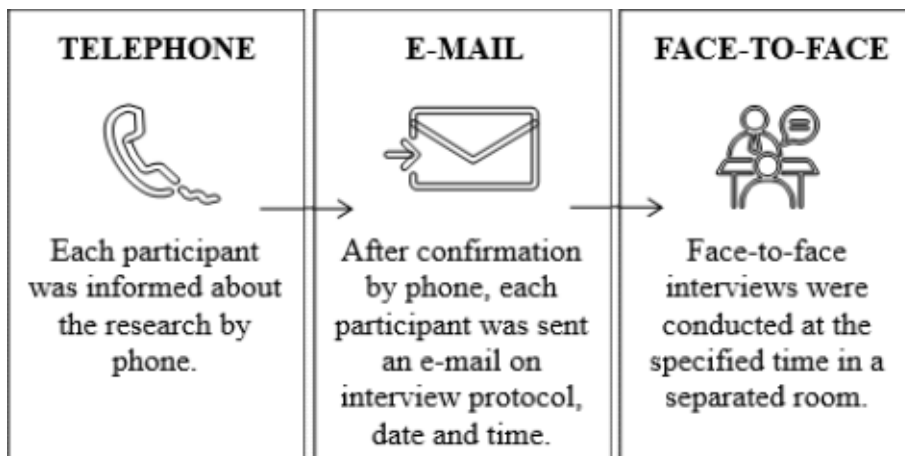 TELEPHONE
Each participant
was informed about
the research by
phone.
E-MAIL
After confirmation
by phone, each
participant was sent
an e-mail on
interview protocol,
date and time.
FACE-TO-FACE
Face-to-face
interviews were
conducted at the
specified time in a
separated room.